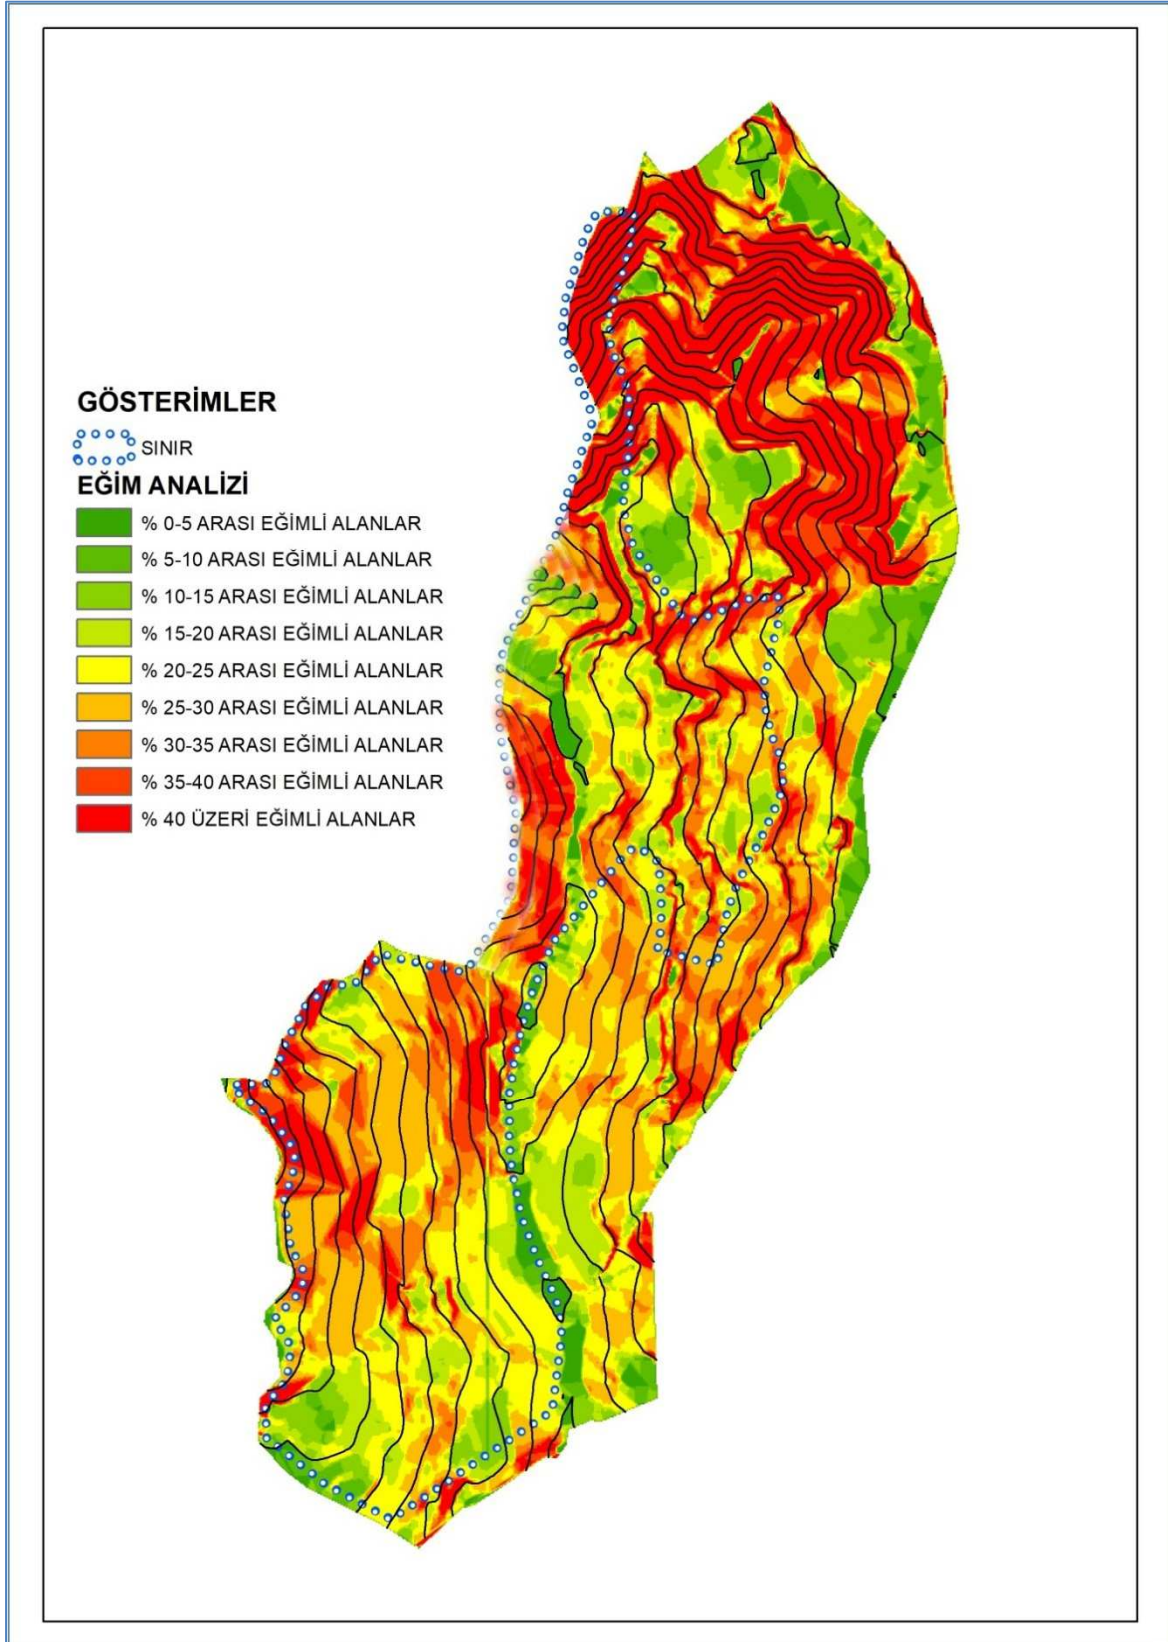 GÖSTERİMLER
SINIR
EĞİM ANALİZİ
% 0-5 ARASI EĞİMLİ ALANLAR
% 5-10 ARASI EĞİMLİ ALANLAR
% 10-15 ARASI EĞİMLİ ALANLAR
% 15-20 ARASI EĞİMLİ ALANLAR
% 20-25 ARASI EĞİMLİ ALANLAR
% 25-30 ARASI EĞİMLİ ALANLAR
% 30-35 ARASI EĞİMLİ ALANLAR
% 35-40 ARASI EĞİMLİ ALANLAR
% 40 ÜZERİ EĞİMLİ ALANLAR